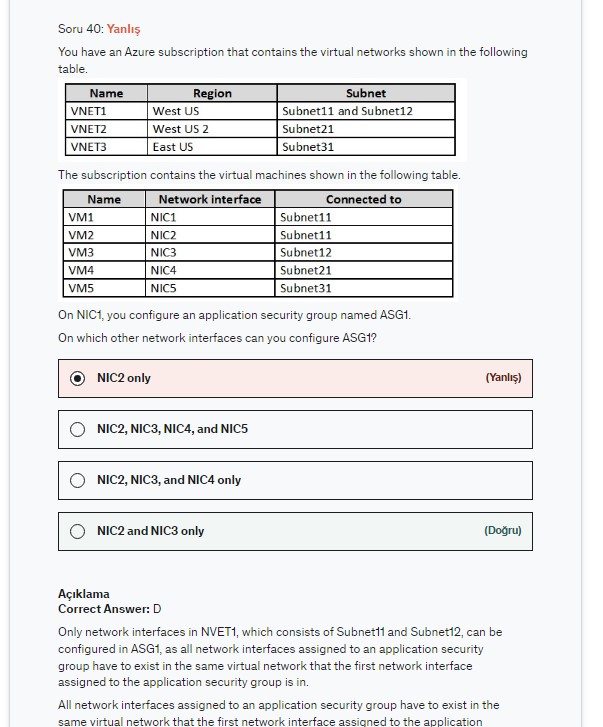 Soru 40: Yanlış
You have an Azure subscription that contains the virtual networks shown in the following
table.
Name Region Subnet
VNET1 West US Subnet11 and Subnet12
VNET2 West US 2 Subnet21
VNET3 East US Subnet31
The subscription contains the virtual machines shown in the following table.
Name Network interface Connected to
VM1 NIC1 Subnet11
VM2 NIC2 Subnet11
VM3 NIC3 Subnet12
VM4 NIC4 Subnet21
VM5 NIC5 Subnet31
On NIC1, you configure an application security group named ASG1.
On which other network interfaces can you configure ASG1?
NIC2 only (Yanlış)
NIC2, NIC3, NIC4, and NIC5
NIC2, NIC3, and NIC4 only
NIC2 and NIC3 only (Doğru)
Açıklama
Correct Answer: D
Only network interfaces in NVET1, which consists of Subnet11 and Subnet12, can be
configured in ASG1, as all network interfaces assigned to an application security
group have to exist in the same virtual network that the first network interface
assigned to the application security group is in.
All network interfaces assigned to an application security group have to exist in the
same virtual network that the first network interface assigned to the application